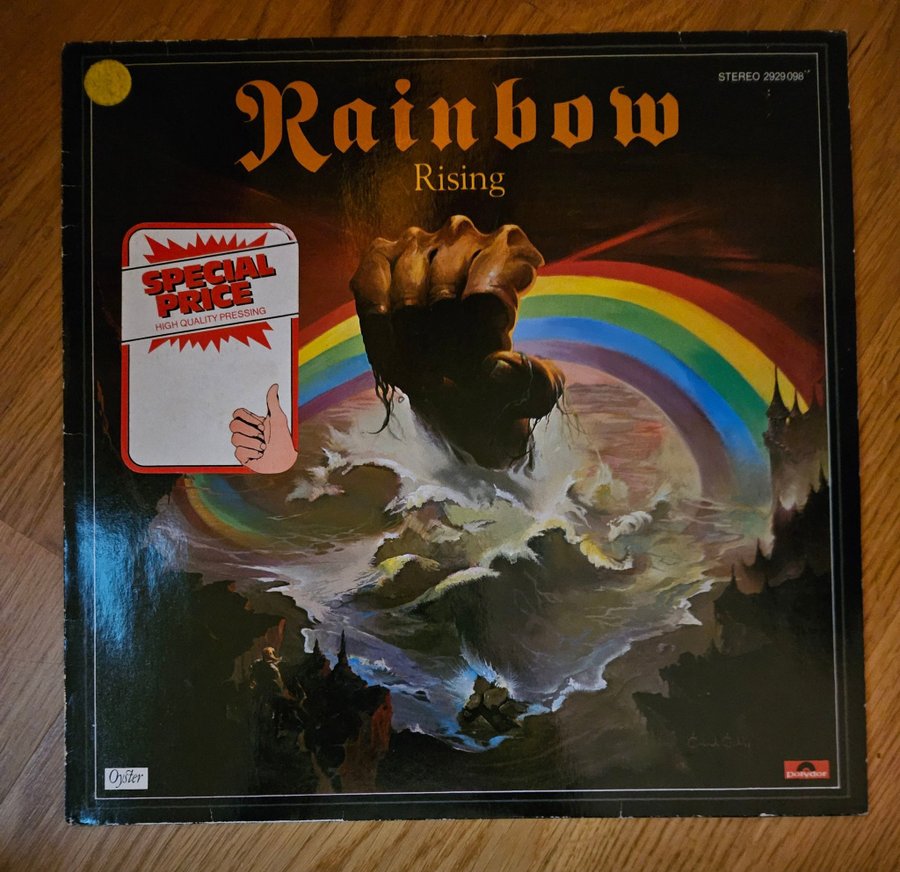 Rainbow
Rising
STEREO 2929 098
SPECIAL
PRICE
HIGH QUALITY PRESSING
Oyster
polydor